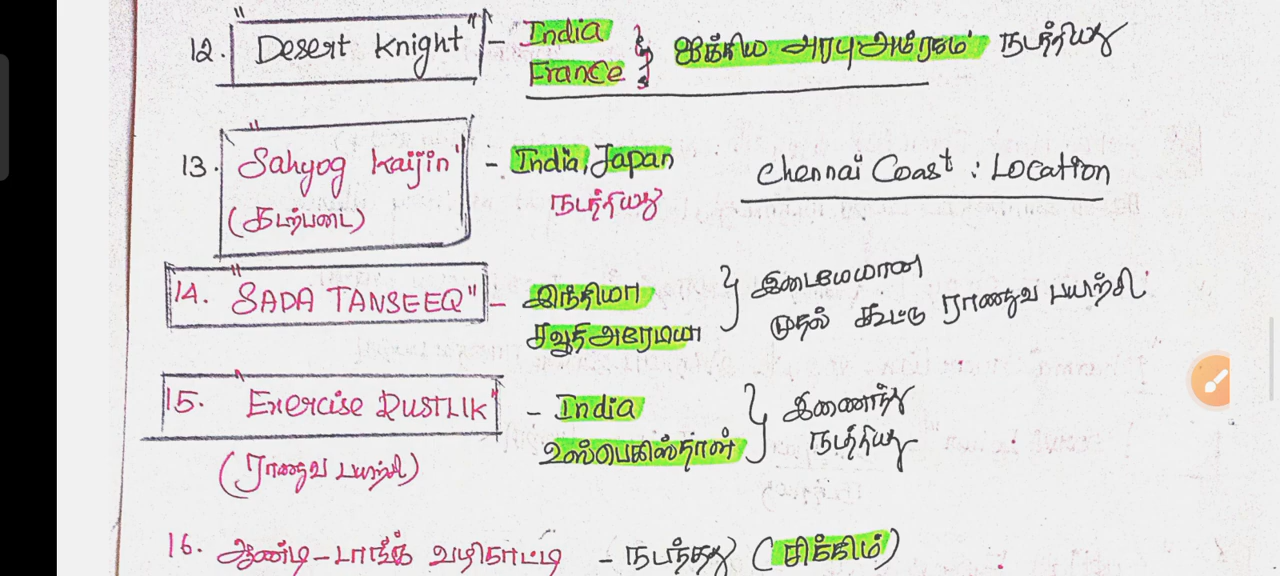 12. "Desert Knight" - India
France } ஐக்கிய அரபு அமீரகம் நடத்தியது
13. "Sahyog Kaijin" - India, Japan Chennai Coast : Location
(கடற்படை) நடத்தியது
14. "SADA TANSEEQ" - இந்தியா } இடையேயான
சவூதி அரேபியா முதல் கூட்டு ராணுவ பயிற்சி
15. "Exercise DUSTLIK" - India } இணைந்து
(ராணுவ பயிற்சி) உஸ்பெகிஸ்தான் நடத்தியது
16. ஆண்டி-டாங்க் வழிநாட்டி - நடந்தது (சிக்கிம்)